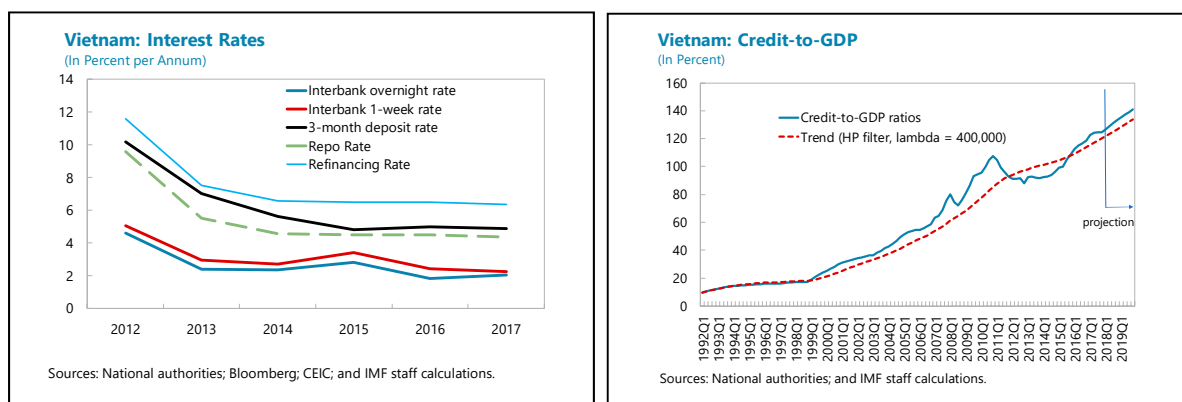 Vietnam: Interest Rates
(In Percent per Annum)
14
12
10
8
6
4
2
0
Interbank overnight rate
Interbank 1-week rate
3-month deposit rate
Repo Rate
Refinancing Rate
2012 2013 2014 2015 2016 2017
Sources: National authorities; Bloomberg; CEIC; and IMF staff calculations.
Vietnam: Credit-to-GDP
(In Percent)
160
140
120
100
80
60
40
20
0
Credit-to-GDP ratios
Trend (HP filter, lambda = 400,000)
projection
1992Q1
1993Q1
1994Q1
1995Q1
1996Q1
1997Q1
1998Q1
1999Q1
2000Q1
2001Q1
2002Q1
2003Q1
2004Q1
2005Q1
2006Q1
2007Q1
2008Q1
2009Q1
2010Q1
2011Q1
2012Q1
2013Q1
2014Q1
2015Q1
2016Q1
2017Q1
2018Q1
2019Q1
Sources: National authorities; and IMF staff calculations.